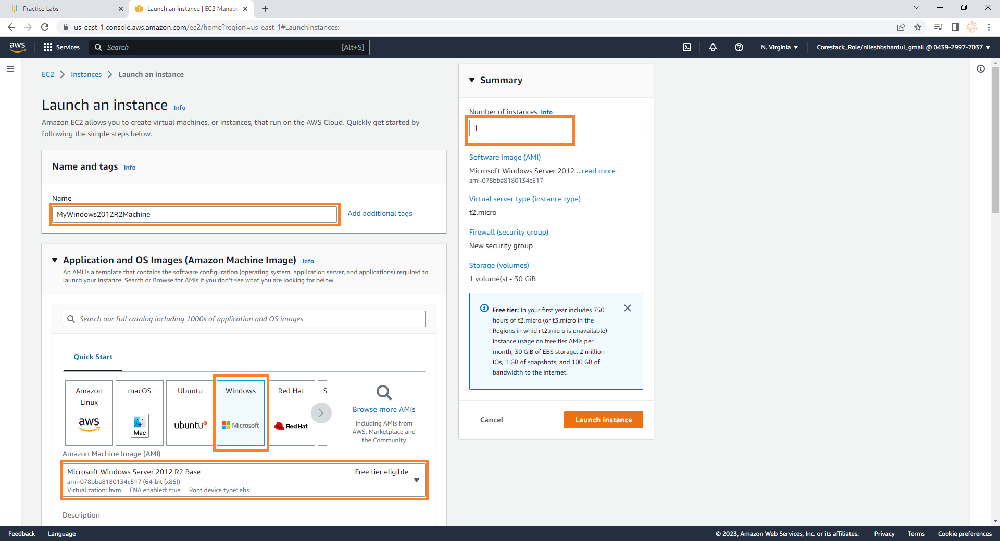 Practice Labs
Launch an instance | EC2 Manage
us-east-1.console.aws.amazon.com/ec2/home?region=us-east-1#LaunchInstances:
aws
Services
Search
[Alt+S]
N. Virginia
Corestack_Role/nileshbshardul_gmail @ 0439-2997-7037
EC2
Instances
Launch an instance
Launch an instance Info
Amazon EC2 allows you to create virtual machines, or instances, that run on the AWS Cloud. Quickly get started by
following the simple steps below.
Name and tags Info
Name
MyWindows2012R2Machine
Add additional tags
Application and OS Images (Amazon Machine Image) Info
An AMI is a template that contains the software configuration (operating system, application server, and applications) required to
launch your instance. Search or Browse for AMIs if you don't see what you are looking for below
Search our full catalog including 1000s of application and OS images
Quick Start
Amazon
Linux
aws
macOS
Mac
Ubuntu
ubuntu
Windows
Microsoft
Red Hat
Red Hat
S
Browse more AMIs
Including AMIs from
AWS, Marketplace and
the Community
Amazon Machine Image (AMI)
Microsoft Windows Server 2012 R2 Base
Free tier eligible
ami-078bba8180134c517 (64-bit (x86))
Virtualization: hvm ENA enabled: true Root device type: ebs
Description
Summary
Number of instances Info
1
Software Image (AMI)
Microsoft Windows Server 2012 ...read more
ami-078bba8180134c517
Virtual server type (instance type)
t2.micro
Firewall (security group)
New security group
Storage (volumes)
1 volume(s) - 30 GiB
Free tier: In your first year includes 750
hours of t2.micro (or t3.micro in the
Regions in which t2.micro is unavailable)
instance usage on free tier AMIs per
month, 30 GiB of EBS storage, 2 million
IOs, 1 GB of snapshots, and 100 GB of
bandwidth to the internet.
Cancel
Launch instance
Feedback
Language
© 2023, Amazon Web Services, Inc. or its affiliates.
Privacy
Terms
Cookie preferences